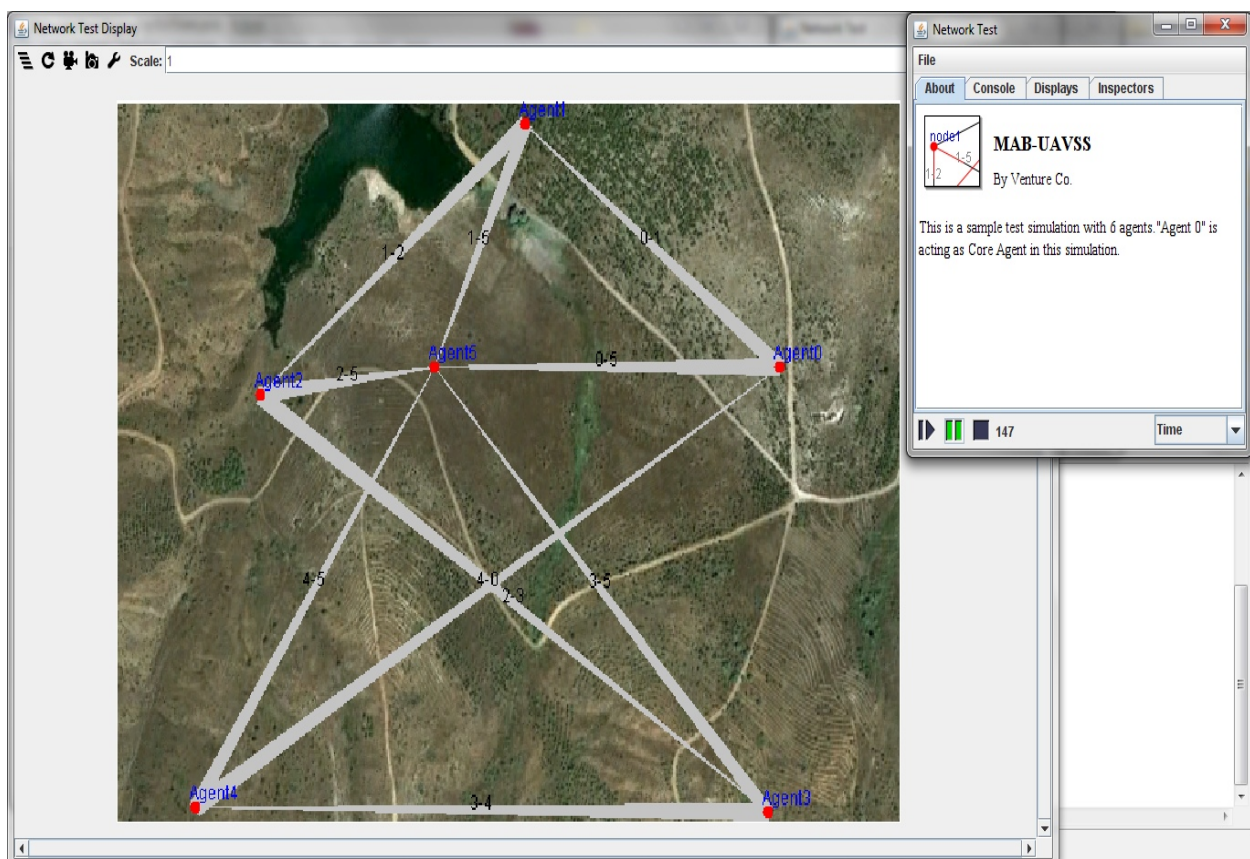 Network Test Display
Scale: 1
Agent1
1-2
1-5
0-1
Agent5
0-5
Agent0
Agent2
2-5
4-5
4-0
2-3
3-5
Agent4
3-4
Agent3
Network Test
File
About
Console
Displays
Inspectors
node1
1-5
1-2
MAB-UAVSS
By Venture Co.
This is a sample test simulation with 6 agents."Agent 0" is
acting as Core Agent in this simulation.
147
Time